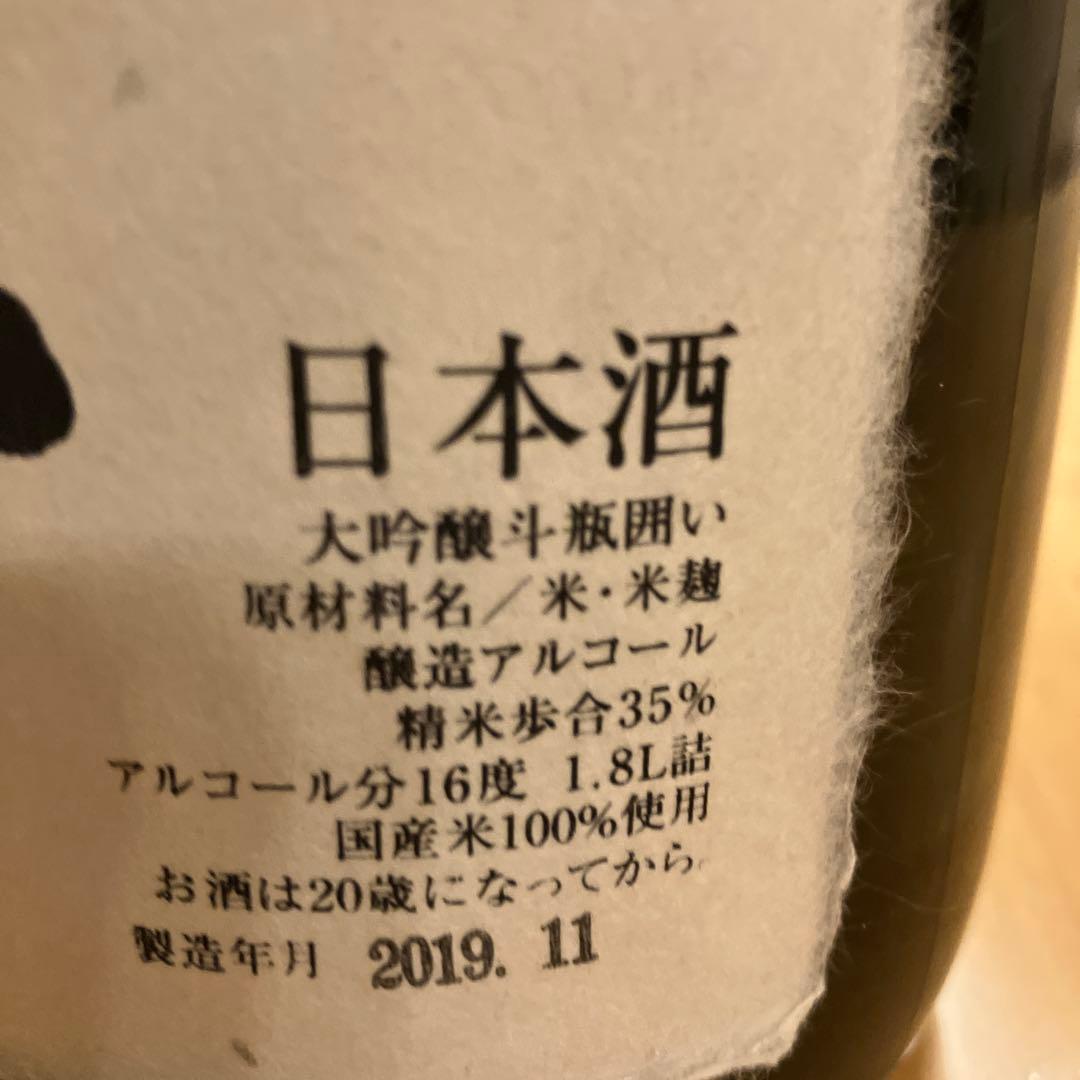 日本酒
大吟醸斗瓶囲い
原材料名／米・米麹
醸造アルコール
精米歩合35%
アルコール分16度 1.8L詰
国産米100%使用
お酒は20歳になってから
製造年月 2019. 11